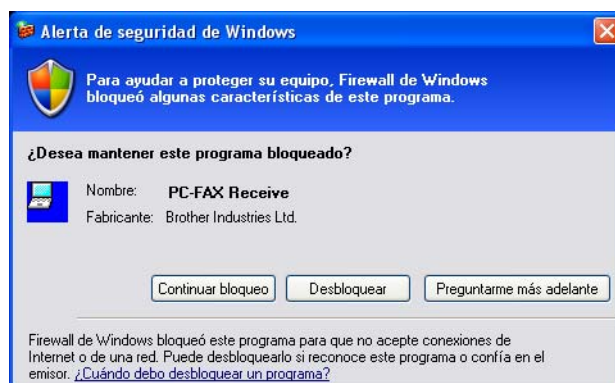 Alerta de seguridad de Windows
Para ayudar a proteger su equipo, Firewall de Windows
bloqueó algunas características de este programa.
¿Desea mantener este programa bloqueado?
Nombre: PC-FAX Receive
Fabricante: Brother Industries Ltd.
Continuar bloqueo Desbloquear Preguntarme más adelante
Firewall de Windows bloqueó este programa para que no acepte conexiones de
Internet o de una red. Puede desbloquearlo si reconoce este programa o confía en el
emisor. ¿Cuándo debo desbloquear un programa?